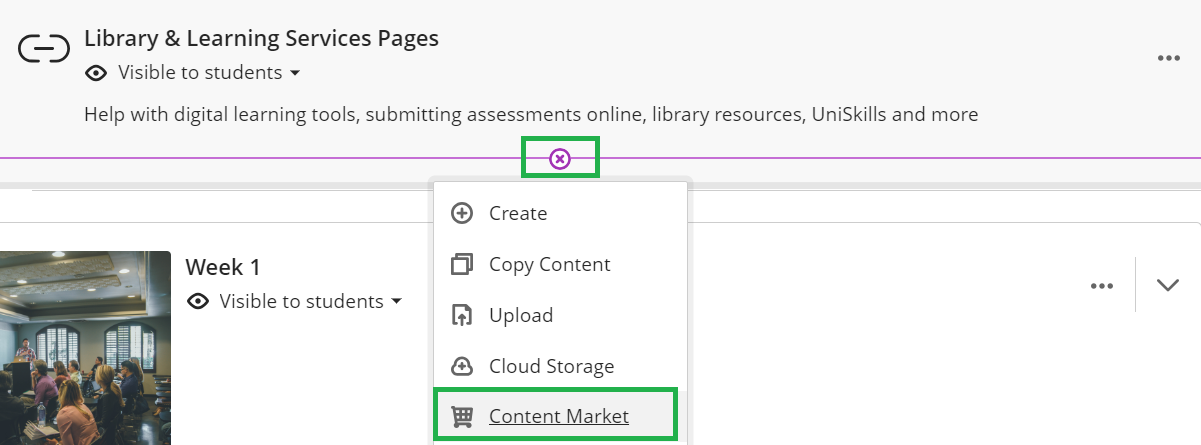 Library & Learning Services Pages
Visible to students
Help with digital learning tools, submitting assessments online, library resources, UniSkills and more
Create
Copy Content
Upload
Cloud Storage
Content Market
Week 1
Visible to students